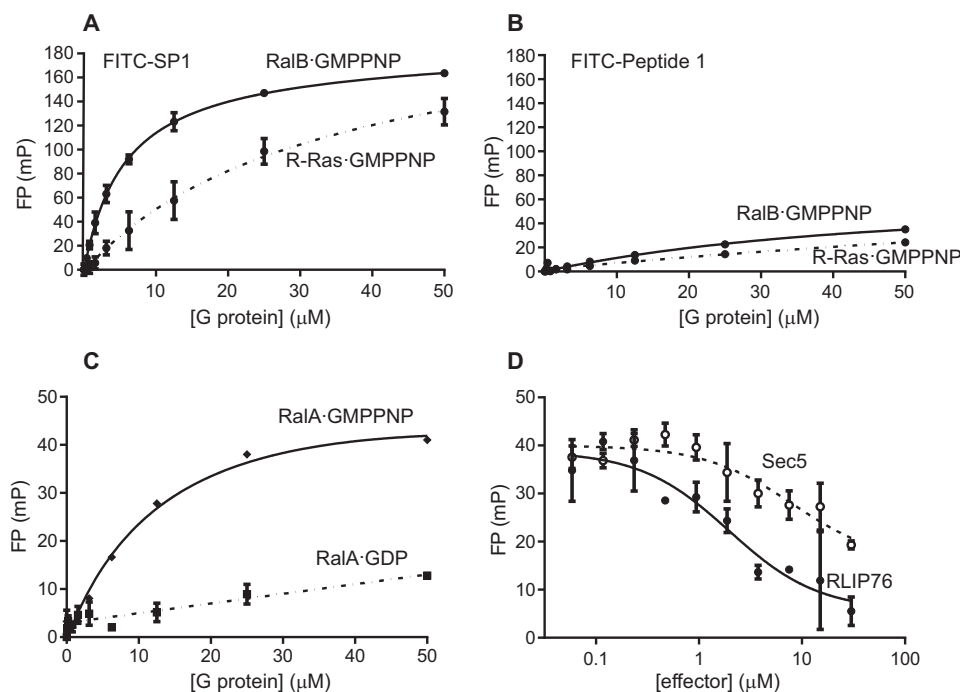 A
FITC-SP1
RalB·GMPPNP
R-Ras·GMPPNP
FP (mP)
180
160
140
120
100
80
60
40
20
0
10
20
30
40
50
[G protein] (μM)
B
FITC-Peptide 1
RalB·GMPPNP
R-Ras·GMPPNP
FP (mP)
180
160
140
120
100
80
60
40
20
0
10
20
30
40
50
[G protein] (μM)
C
RalA·GMPPNP
RalA·GDP
FP (mP)
50
40
30
20
10
0
0
10
20
30
40
50
[G protein] (μM)
D
Sec5
RLIP76
FP (mP)
50
40
30
20
10
0
0.1
1
10
100
[effector] (μM)